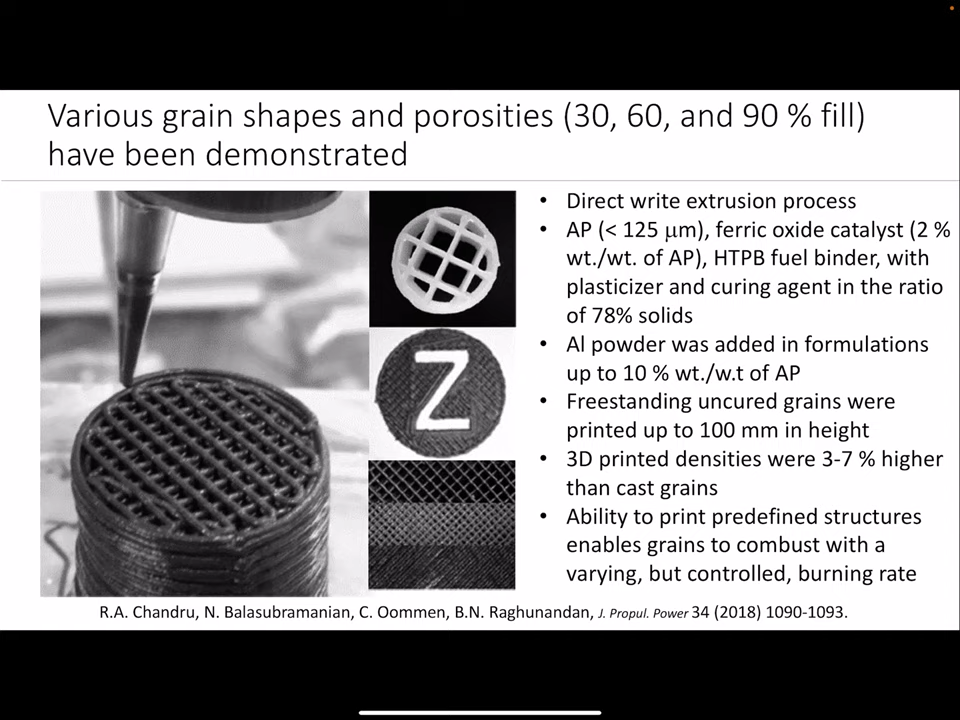 Various grain shapes and porosities (30, 60, and 90 % fill)
have been demonstrated
Z
• Direct write extrusion process
• AP (< 125 μm), ferric oxide catalyst (2 %
wt./wt. of AP), HTPB fuel binder, with
plasticizer and curing agent in the ratio
of 78% solids
• Al powder was added in formulations
up to 10 % wt./w.t of AP
• Freestanding uncured grains were
printed up to 100 mm in height
• 3D printed densities were 3-7 % higher
than cast grains
• Ability to print predefined structures
enables grains to combust with a
varying, but controlled, burning rate
R.A. Chandru, N. Balasubramanian, C. Oommen, B.N. Raghunandan, J. Propul. Power 34 (2018) 1090-1093.